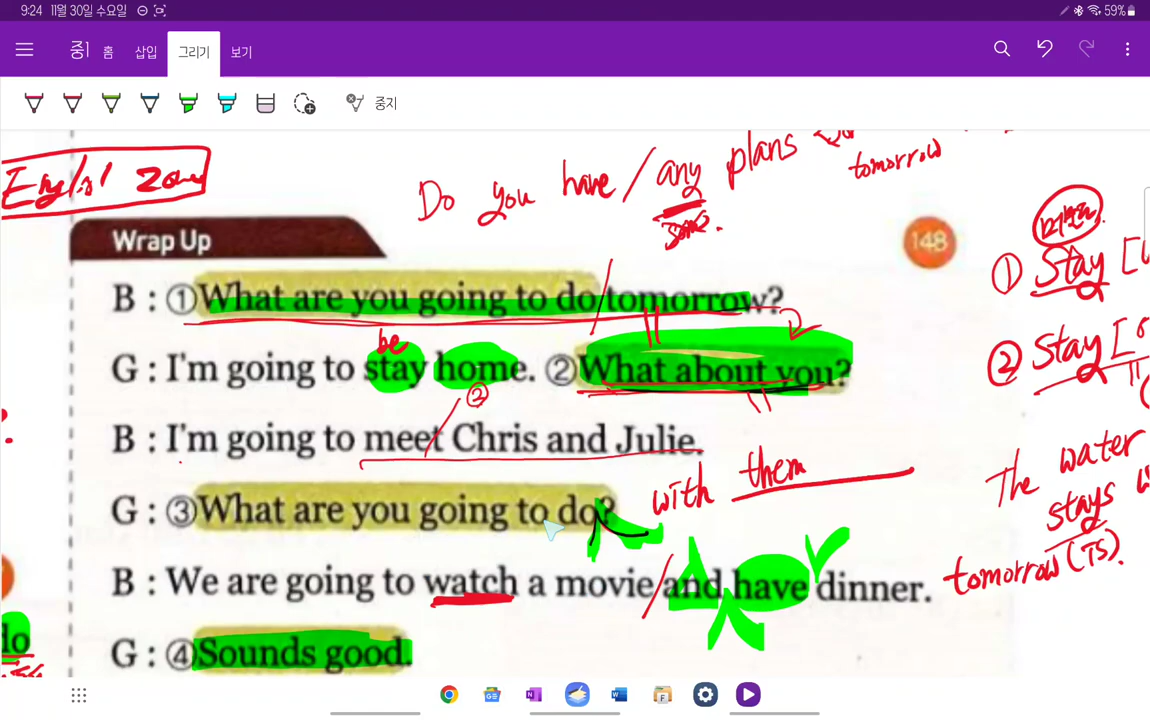 9:24 11월 30일 수요일 59%
중1 홈 삽입 그리기 보기
중지
Do you have / any plans
tomorrow
Zone
Wrap Up
148
① Stay
B : ①What are you going to do/tomorrow?
be
G : I'm going to stay home. ②What about you?
② Stay
②
B : I'm going to meet Chris and Julie.
with them
The water
stays
G : ③What are you going to do?
B : We are going to watch a movie/and have dinner.
tomorrow (TS).
do
G : ④Sounds good.